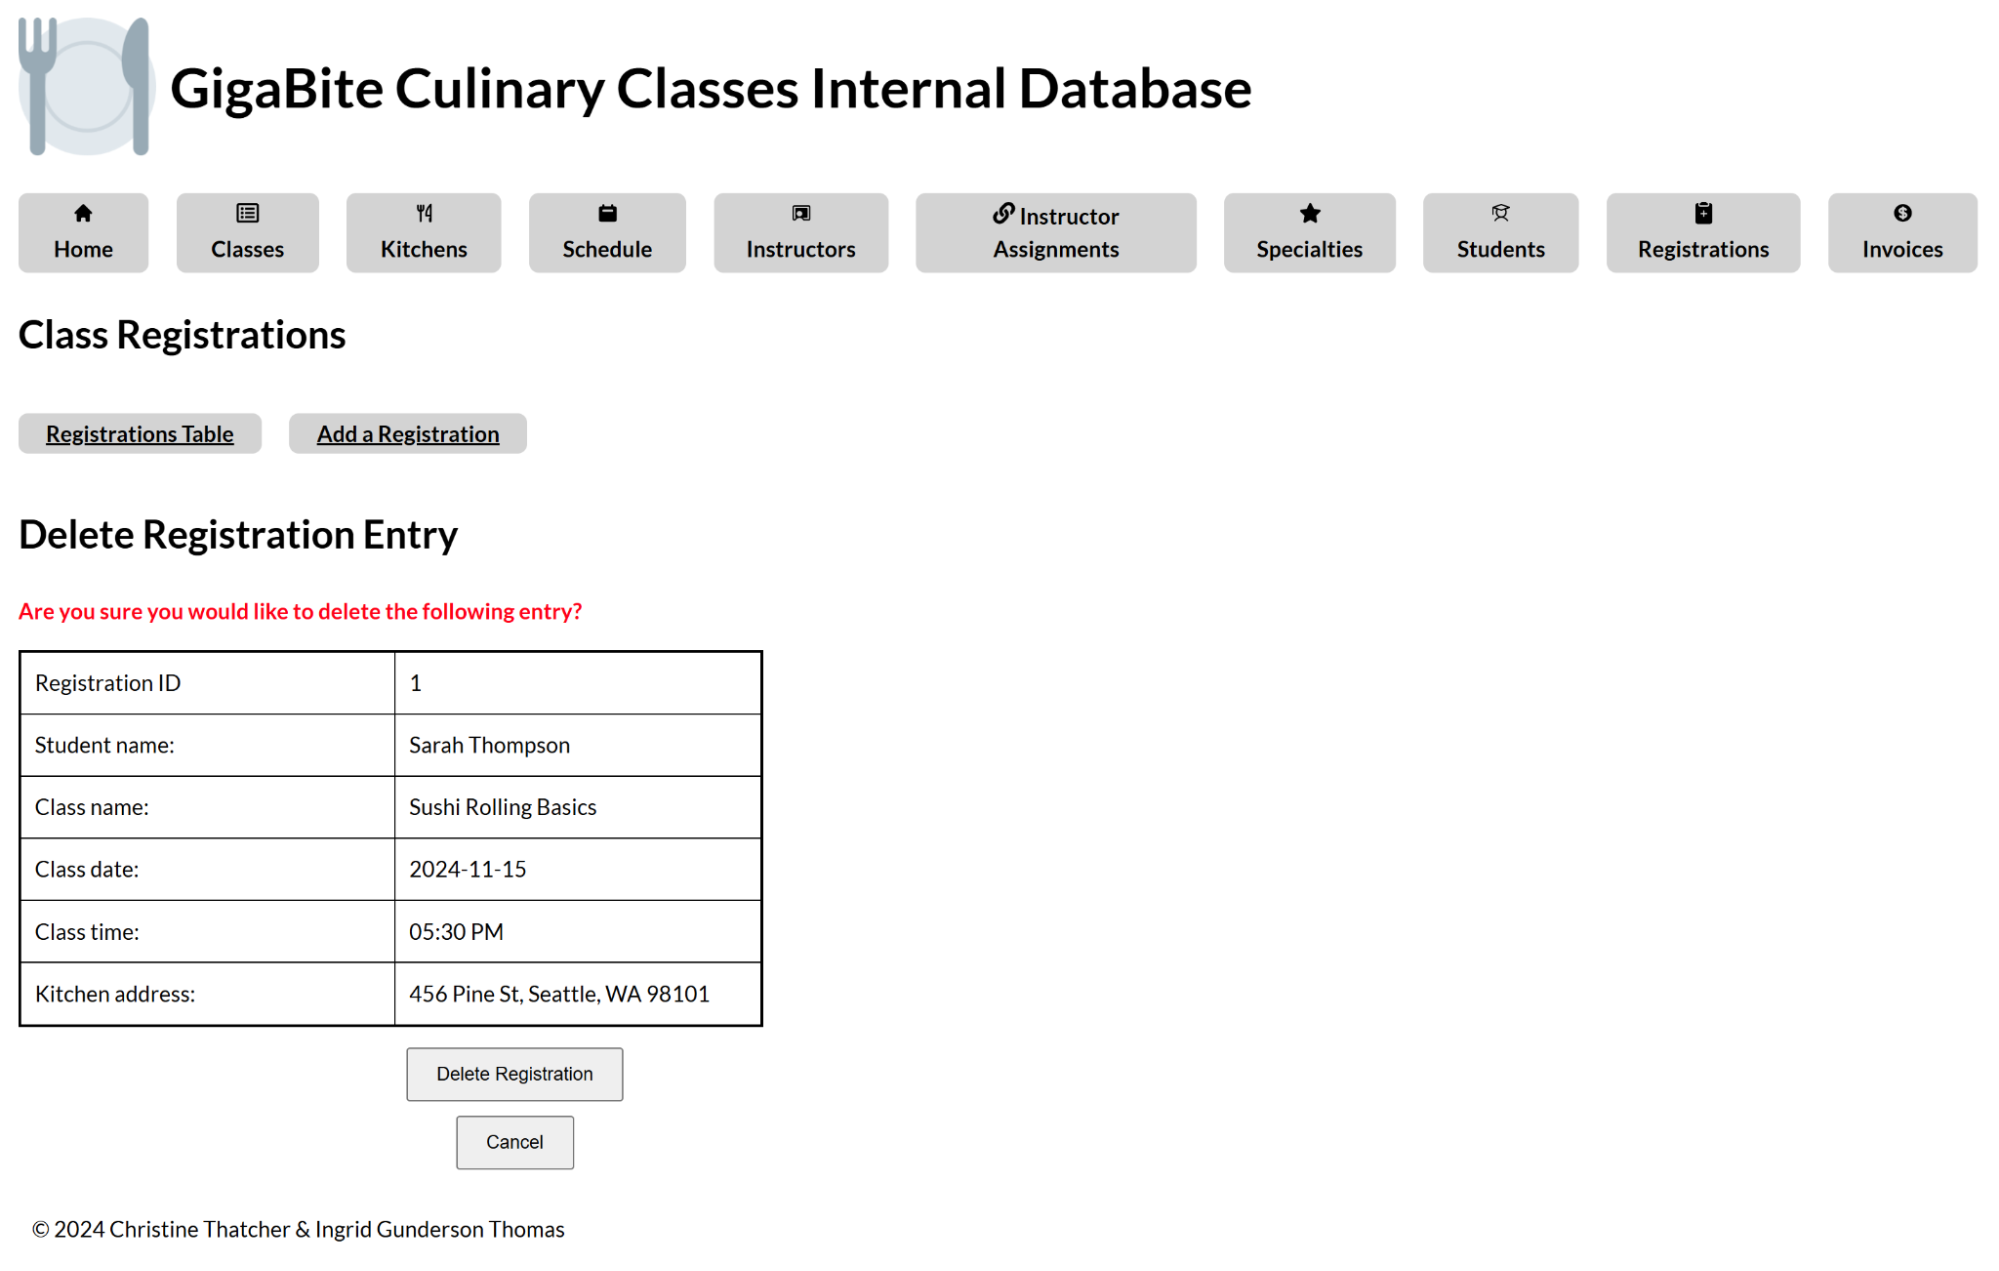 GigaBite Culinary Classes Internal Database
Home
Classes
Kitchens
Schedule
Instructors
Instructor
Assignments
Specialties
Students
Registrations
Invoices
Class Registrations
Registrations Table
Add a Registration
Delete Registration Entry
Are you sure you would like to delete the following entry?
Registration ID 1
Student name: Sarah Thompson
Class name: Sushi Rolling Basics
Class date: 2024-11-15
Class time: 05:30 PM
Kitchen address: 456 Pine St, Seattle, WA 98101
Delete Registration
Cancel
© 2024 Christine Thatcher & Ingrid Gunderson Thomas